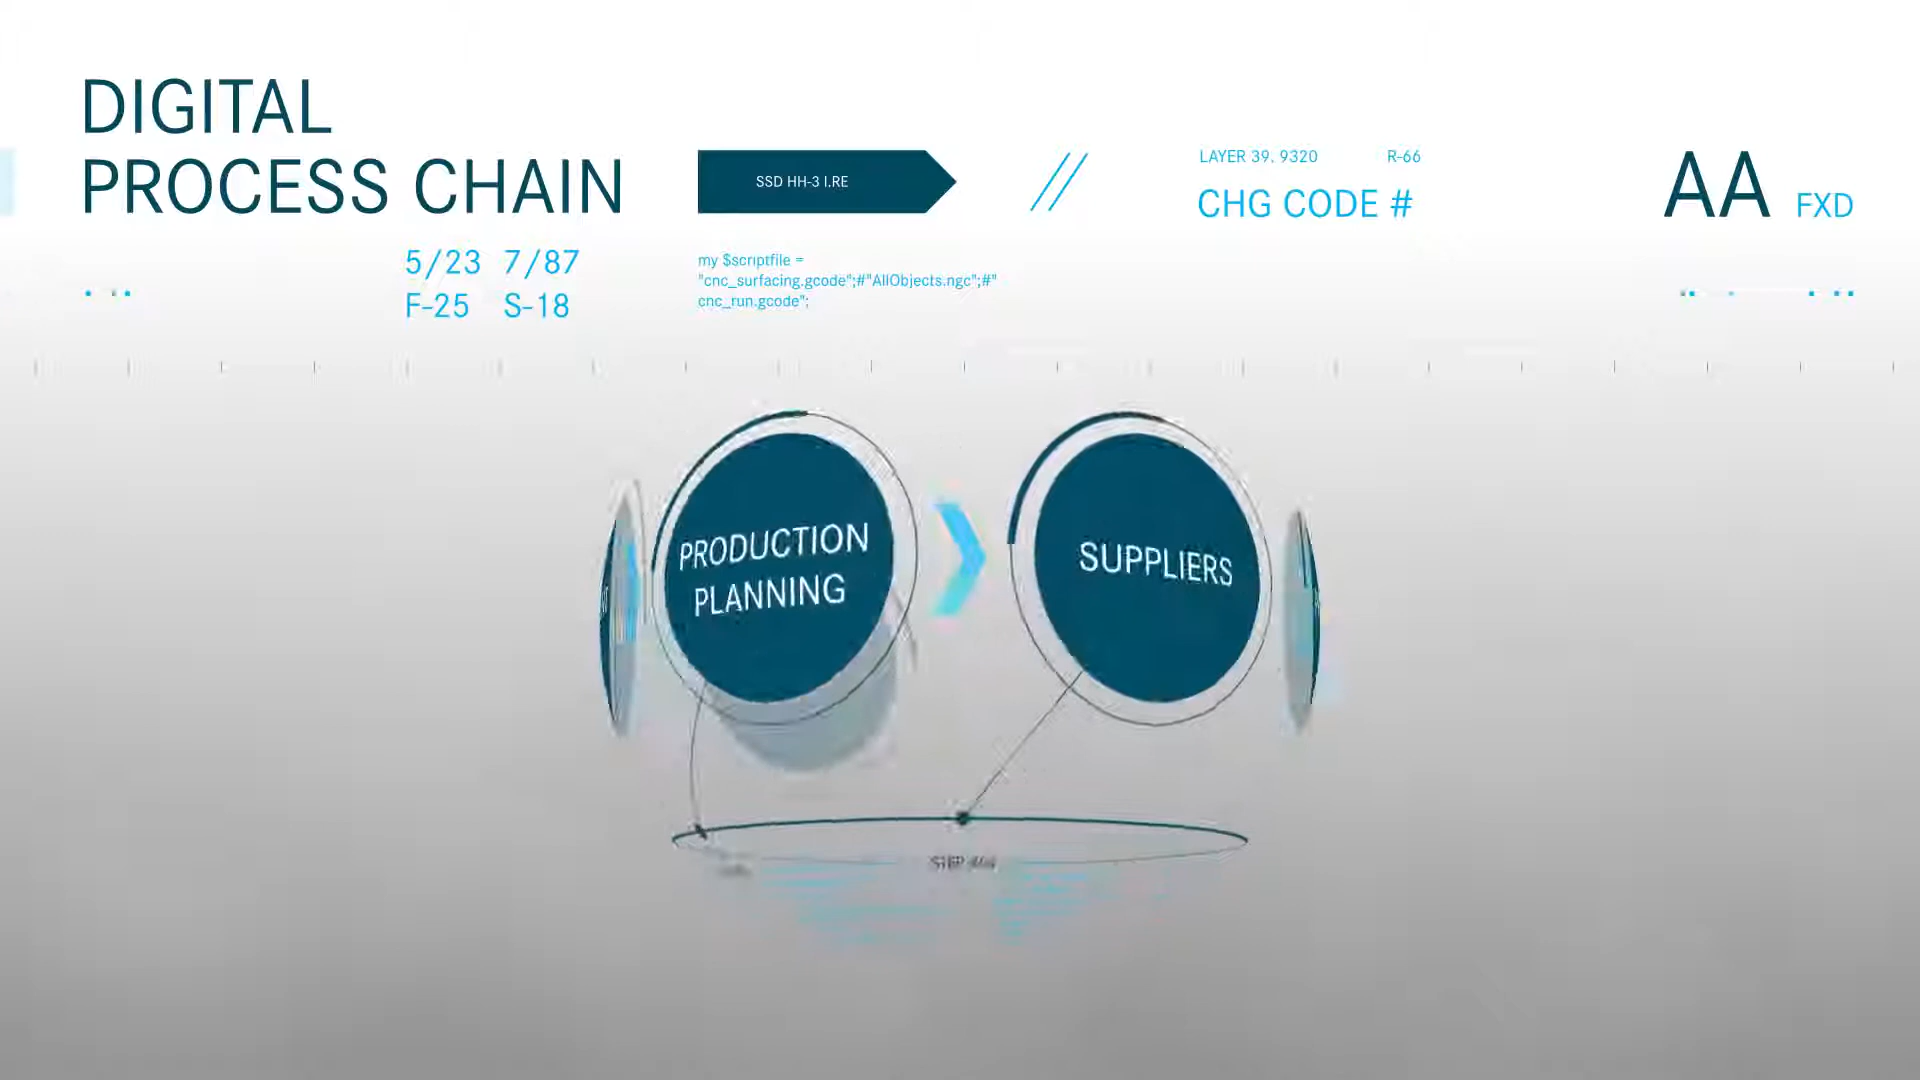 DIGITAL
PROCESS CHAIN
SSD HH-3 I.RE
LAYER 39. 9320
R-66
CHG CODE #
AA FXD
5/23 7/87
F-25 S-18
my $scriptfile =
"cnc_surfacing.gcode";#"AllObjects.ngc";#"
cnc_run.gcode";
PRODUCTION
PLANNING
SUPPLIERS